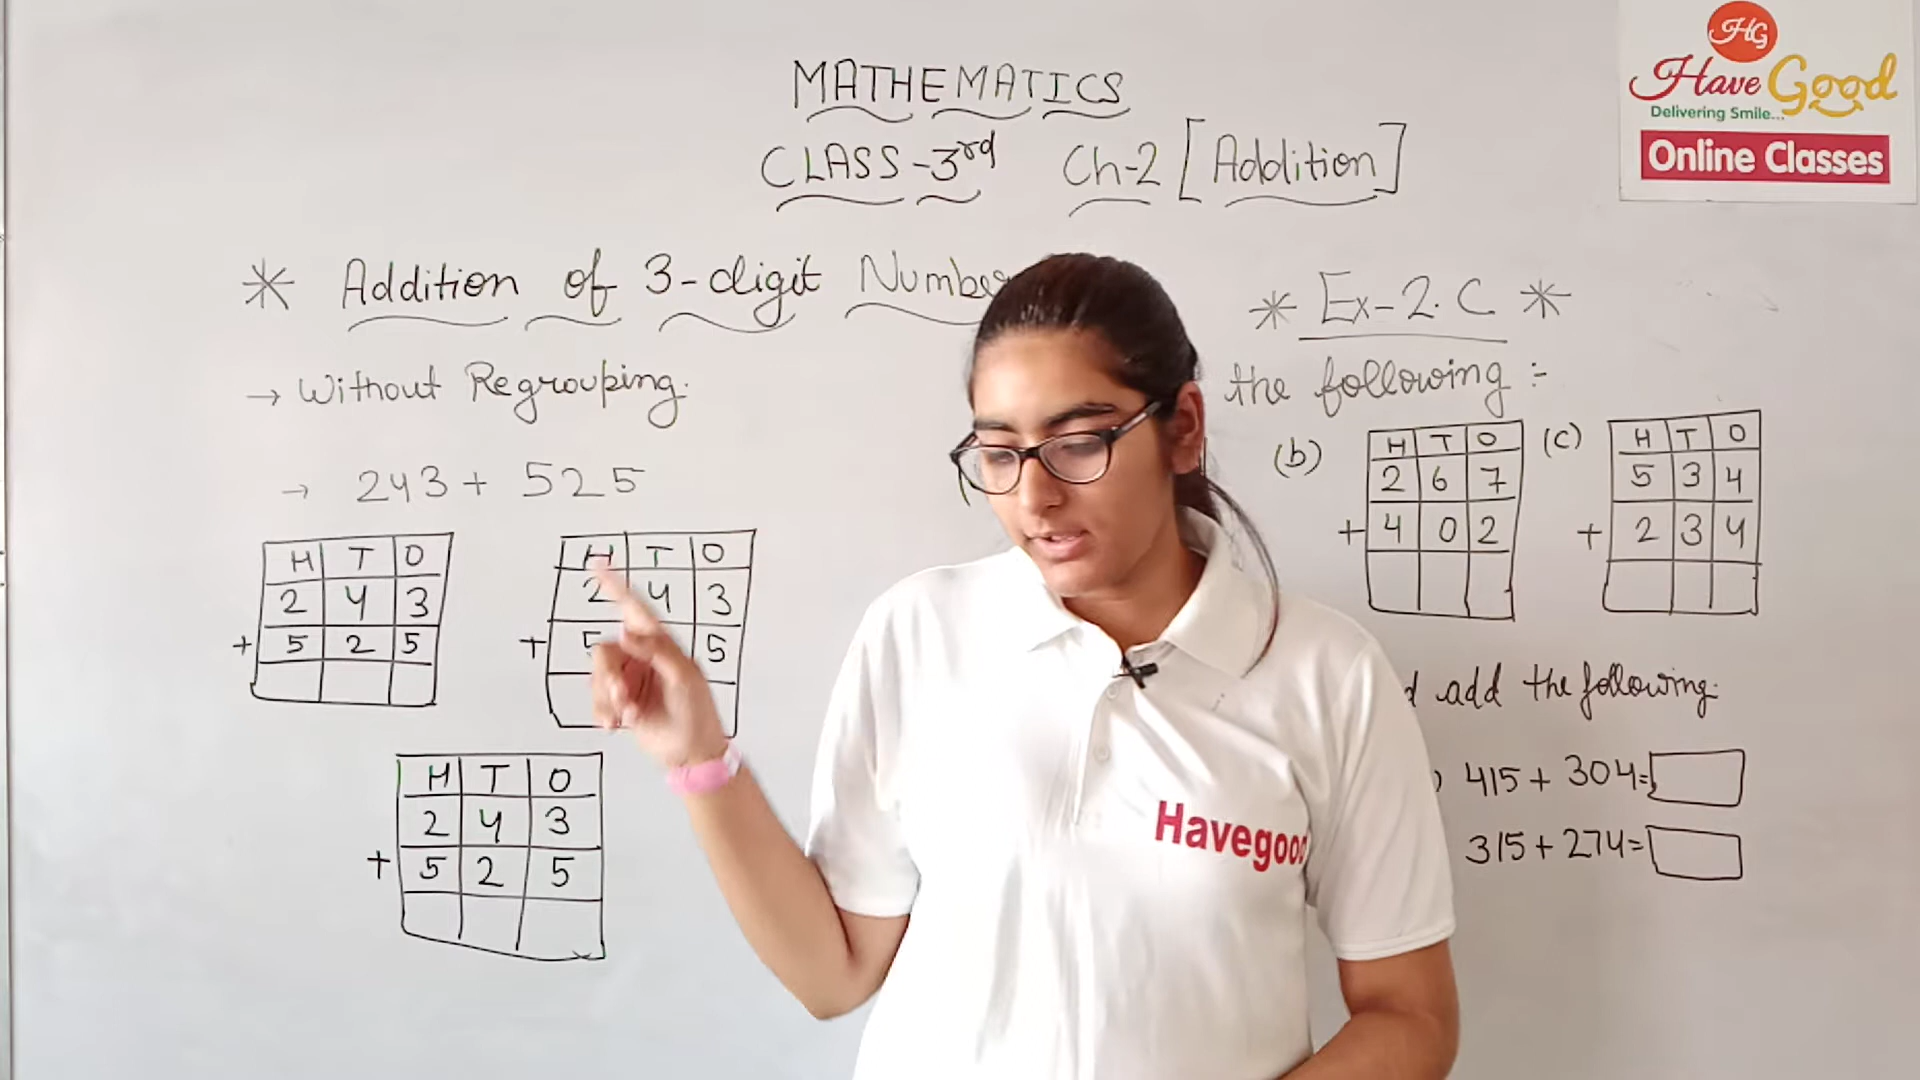 HG
Have Good
Delivering Smile...
Online Classes
MATHEMATICS
CLASS-3rd Ch-2 [Addition]
* Addition of 3-digit Number
→ Without Regrouping.
→ 243 + 525
H T O
2 4 3
+ 5 2 5
H T O
2 4 3
+ 5 5
H T O
2 4 3
+ 5 2 5
* Ex-2.C *
the following :-
(b)
H T O
2 6 7
+ 4 0 2
(c)
H T O
5 3 4
+ 2 3 4
add the following.
) 415 + 304=
315 + 274=
Havegoo